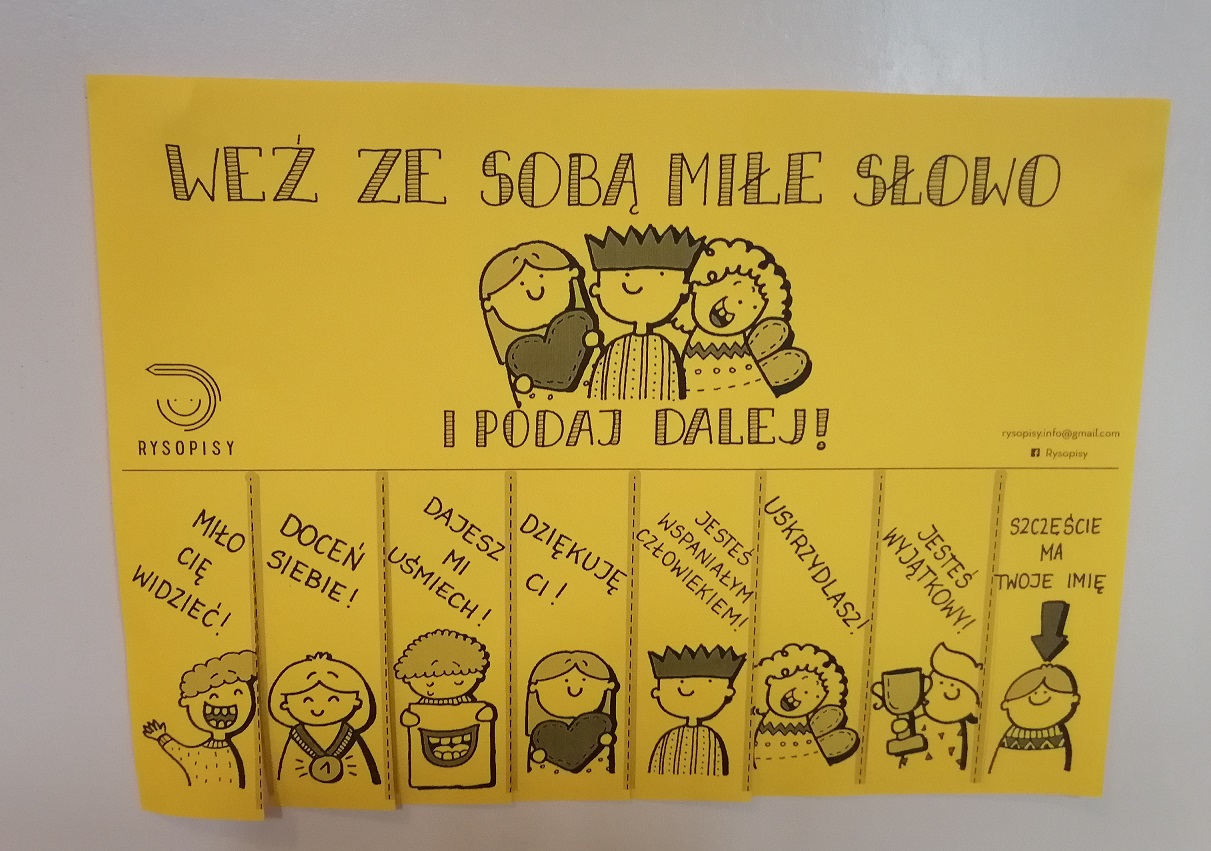 WEŹ ZE SOBĄ MIŁE SŁOWO
I PODAJ DALEJ!
RYSOPISY
rysopisy.info@gmail.com
Rysopisy
MIŁO
CIĘ
WIDZIEĆ!
DOCEŃ
SIEBIE!
DAJESZ
MI
UŚMIECH!
DZIĘKUJĘ
CI!
JESTEŚ
WSPANIAŁYM
CZŁOWIEKIEM!
USKRZYDLASZ!
JESTEŚ
WYJĄTKOWY!
SZCZĘŚCIE
MA
TWOJE IMIĘ
1